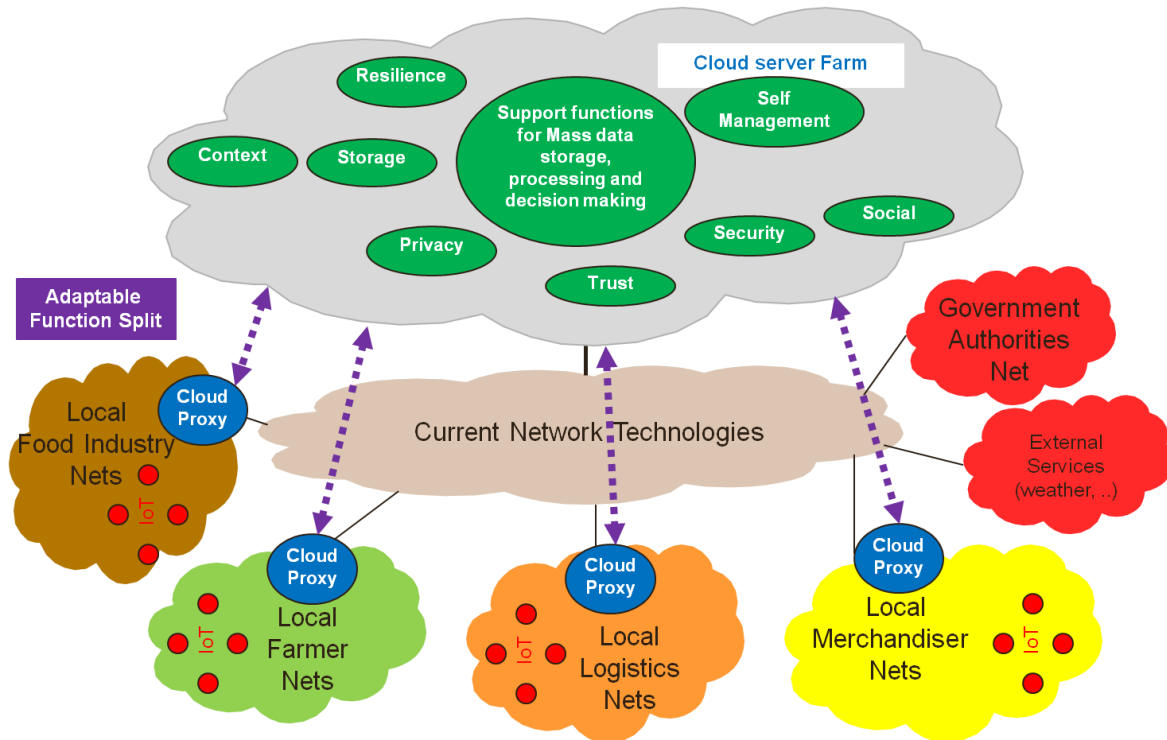 Cloud server Farm
Resilience
Self
Management
Support functions
for Mass data
storage,
processing and
decision making
Context
Storage
Social
Privacy
Security
Trust
Adaptable
Function Split
Government
Authorities
Net
Cloud
Proxy
Local
Food Industry
Nets
IoT
Current Network Technologies
External
Services
(weather, ..)
Cloud
Proxy
Local
Farmer
Nets
IoT
Cloud
Proxy
Local
Logistics
Nets
IoT
Cloud
Proxy
Local
Merchandiser
Nets
IoT